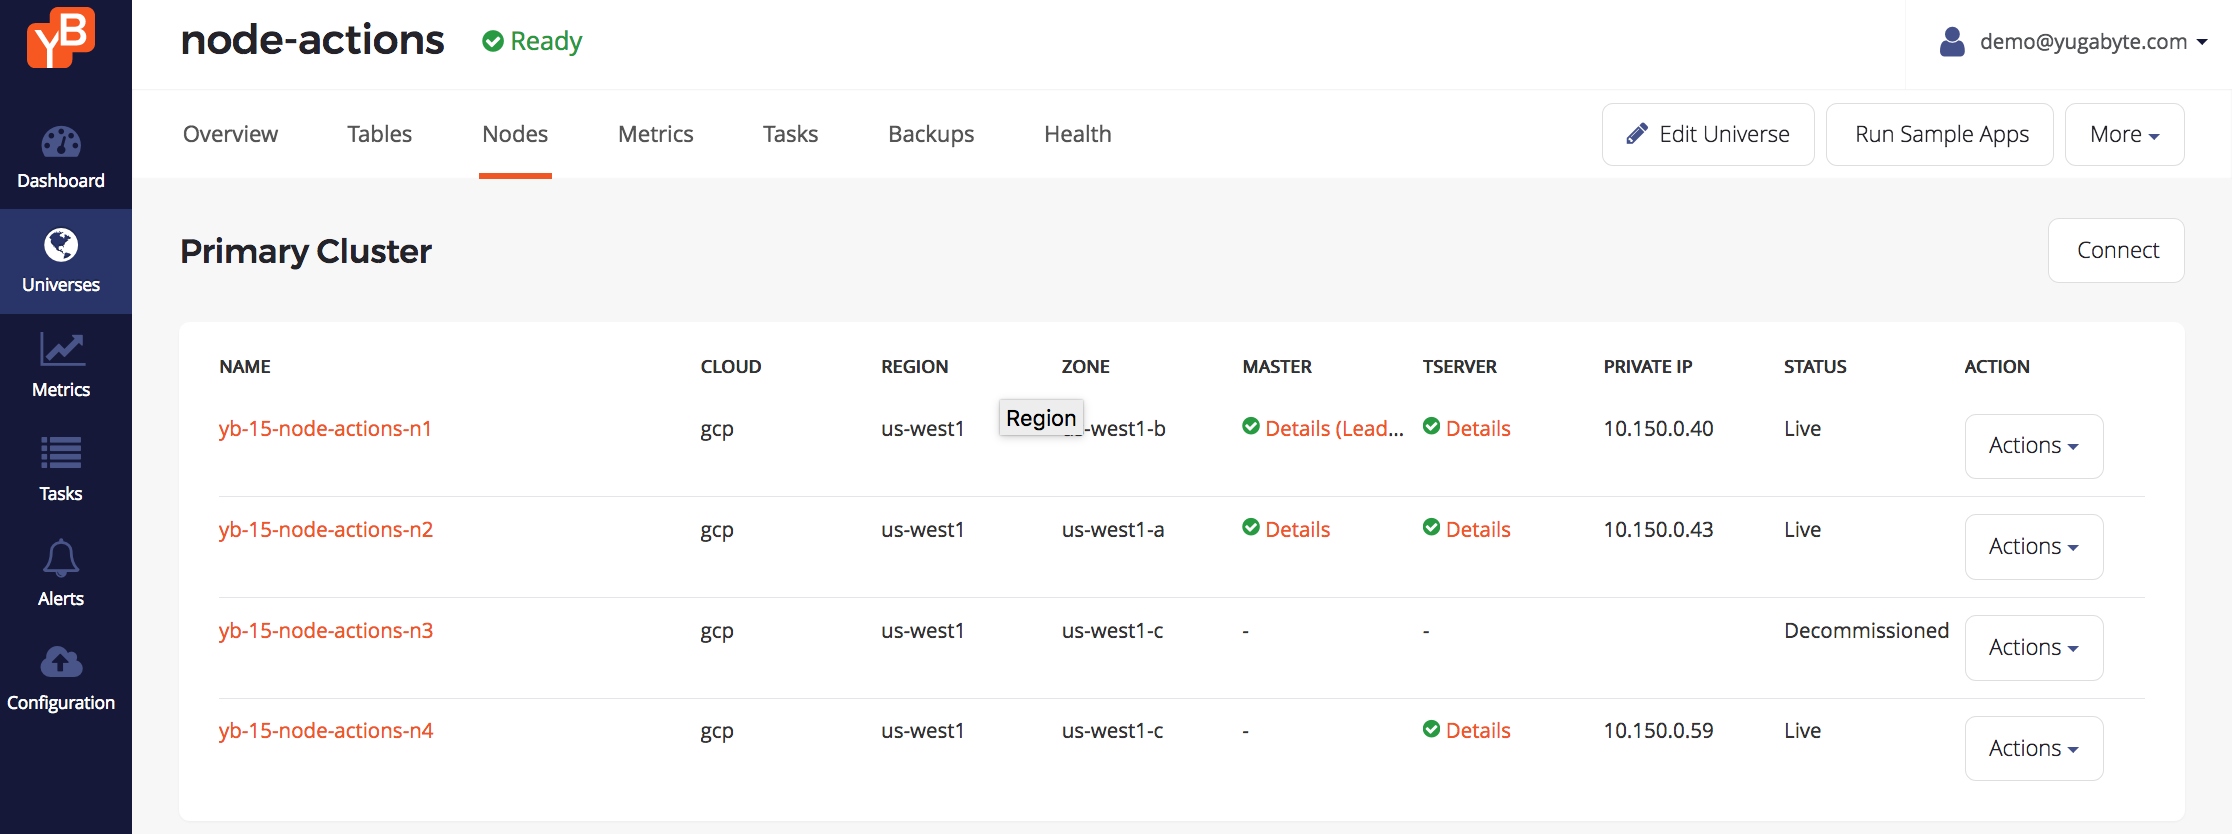 YB
node-actions
Ready
demo@yugabyte.com
Dashboard
Universes
Metrics
Tasks
Alerts
Configuration
Overview Tables Nodes Metrics Tasks Backups Health
Edit Universe Run Sample Apps More
Primary Cluster
Connect
NAME CLOUD REGION ZONE MASTER TSERVER PRIVATE IP STATUS ACTION
Region
yb-15-node-actions-n1 gcp us-west1 -west1-b Details (Lead... Details 10.150.0.40 Live Actions
yb-15-node-actions-n2 gcp us-west1 us-west1-a Details Details 10.150.0.43 Live Actions
yb-15-node-actions-n3 gcp us-west1 us-west1-c - - Decommissioned Actions
yb-15-node-actions-n4 gcp us-west1 us-west1-c - Details 10.150.0.59 Live Actions